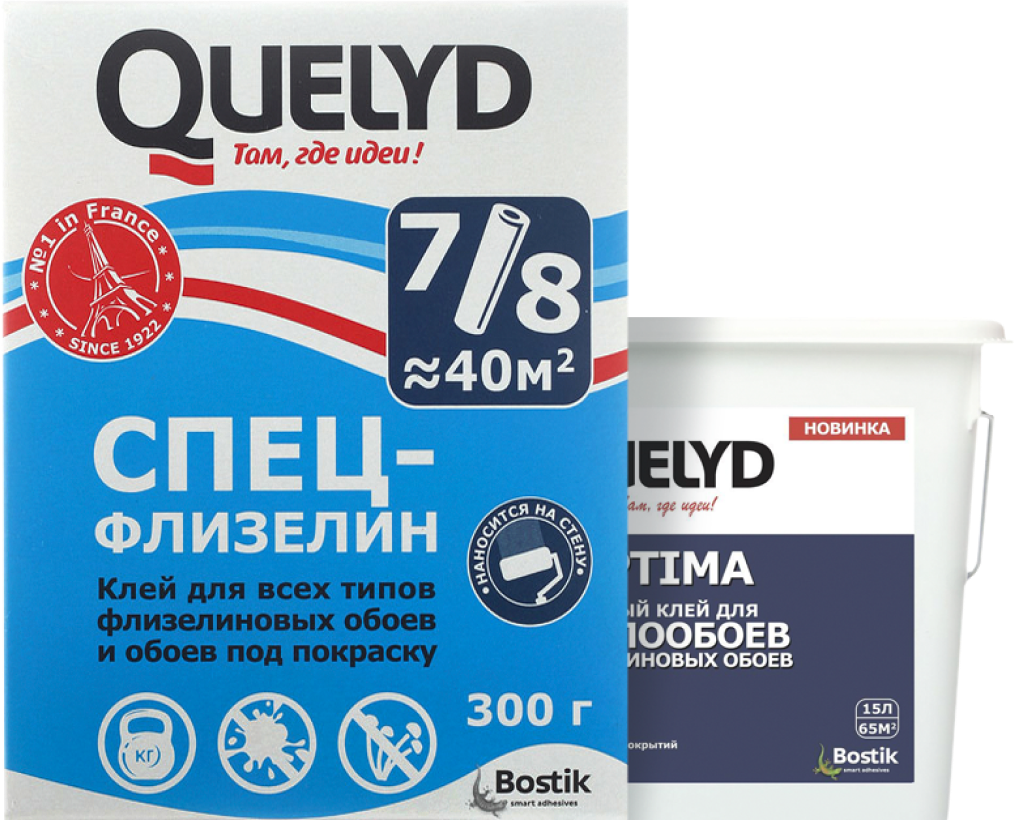 QUELYD
Там, где идеи!
№1 in France
SINCE 1922
7/8
≈40м²
СПЕЦ-
ФЛИЗЕЛИН
НАНОСИТСЯ НА СТЕНУ
Клей для всех типов
флизелиновых обоев
и обоев под покраску
КГ
300 г
Bostik
smart adhesives
НОВИНКА
UELYD
ам, где идеи!
PTIMA
ЫЙ КЛЕЙ ДЛЯ
ЛООБОЕВ
ИНОВЫХ ОБОЕВ
15Л
65М²
окрытий
Bostik
smart adhesives